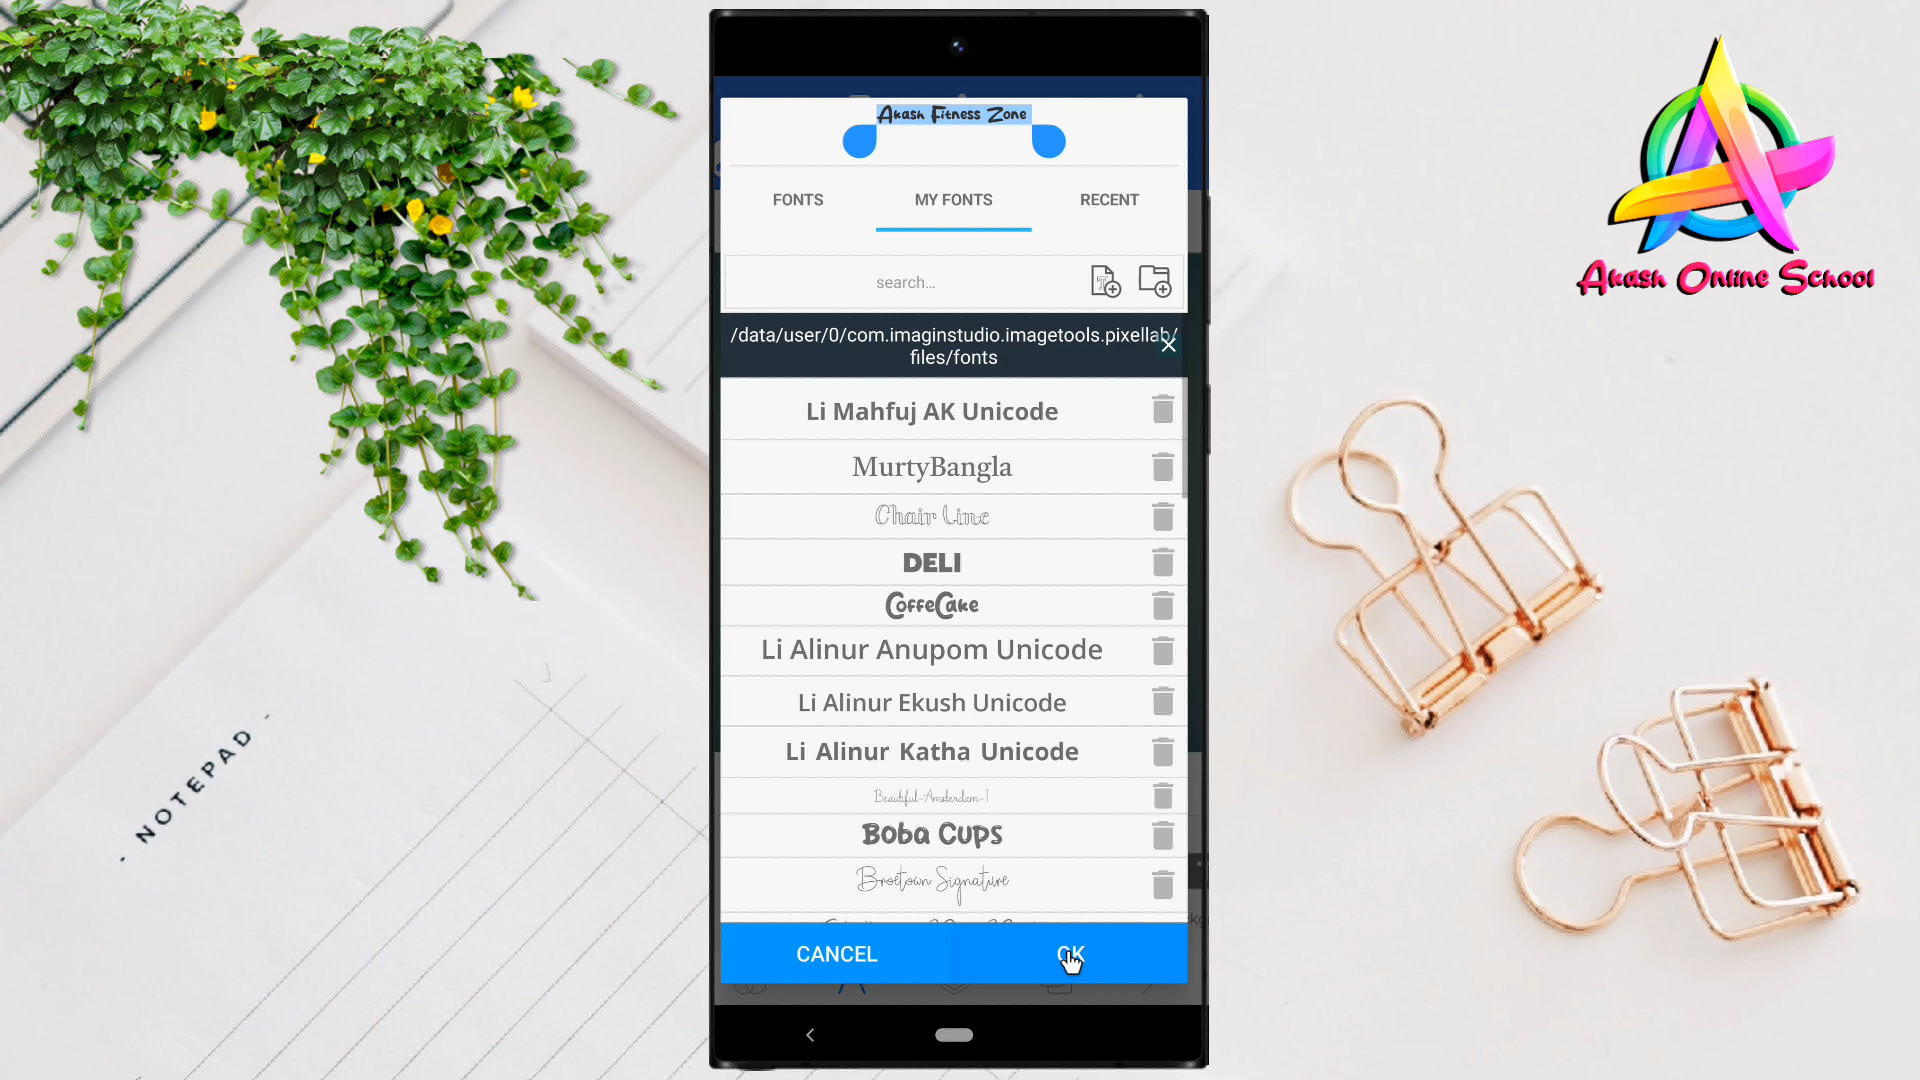 Akash Fitness Zone
FONTS
MY FONTS
RECENT
search...
/data/user/0/com.imaginstudio.imagetools.pixellab/
files/fonts
Li Mahfuj AK Unicode
MurtyBangla
Chair Line
DELI
CoffeCake
Li Alinur Anupom Unicode
Li Alinur Ekush Unicode
Li Alinur Katha Unicode
Beautiful-Amsterdam-1
Boba Cups
Broetown Signature
CANCEL
OK
Akash Online School
- NOTEPAD -